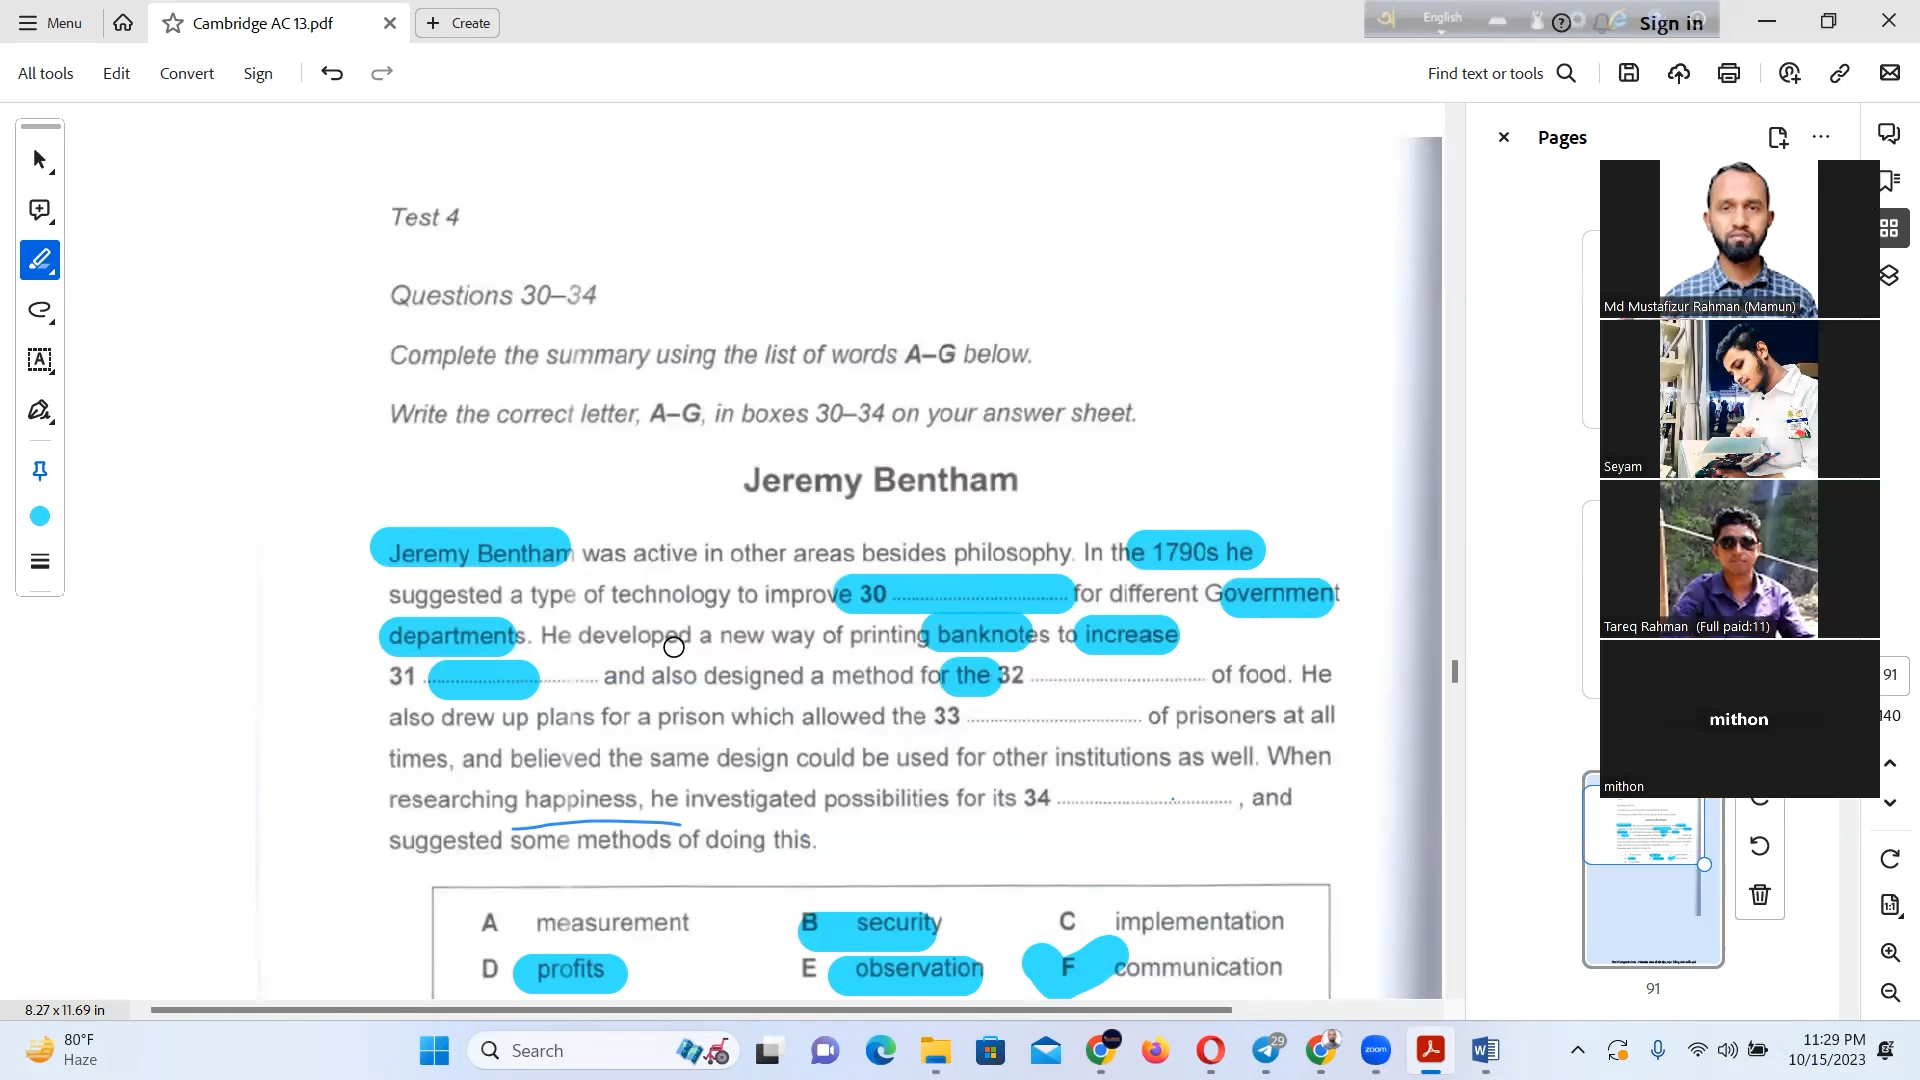 Menu
Cambridge AC 13.pdf
Create
English
Sign in
All tools
Edit
Convert
Sign
Find text or tools
Pages
Test 4
Questions 30–34
Complete the summary using the list of words A–G below.
Write the correct letter, A–G, in boxes 30–34 on your answer sheet.
Jeremy Bentham
Jeremy Bentham was active in other areas besides philosophy. In the 1790s he
suggested a type of technology to improve 30 .................... for different Government
departments. He developed a new way of printing banknotes to increase
31 .................... and also designed a method for the 32 .................... of food. He
also drew up plans for a prison which allowed the 33 .................... of prisoners at all
times, and believed the same design could be used for other institutions as well. When
researching happiness, he investigated possibilities for its 34 .................... , and
suggested some methods of doing this.
A measurement B security C implementation
D profits E observation F communication
Md Mustafizur Rahman (Mamun)
Seyam
Tareq Rahman (Full paid:11)
mithon
mithon
91
140
91
8.27 x 11.69 in
80°F
Haze
Search
29
zoom
11:29 PM
10/15/2023